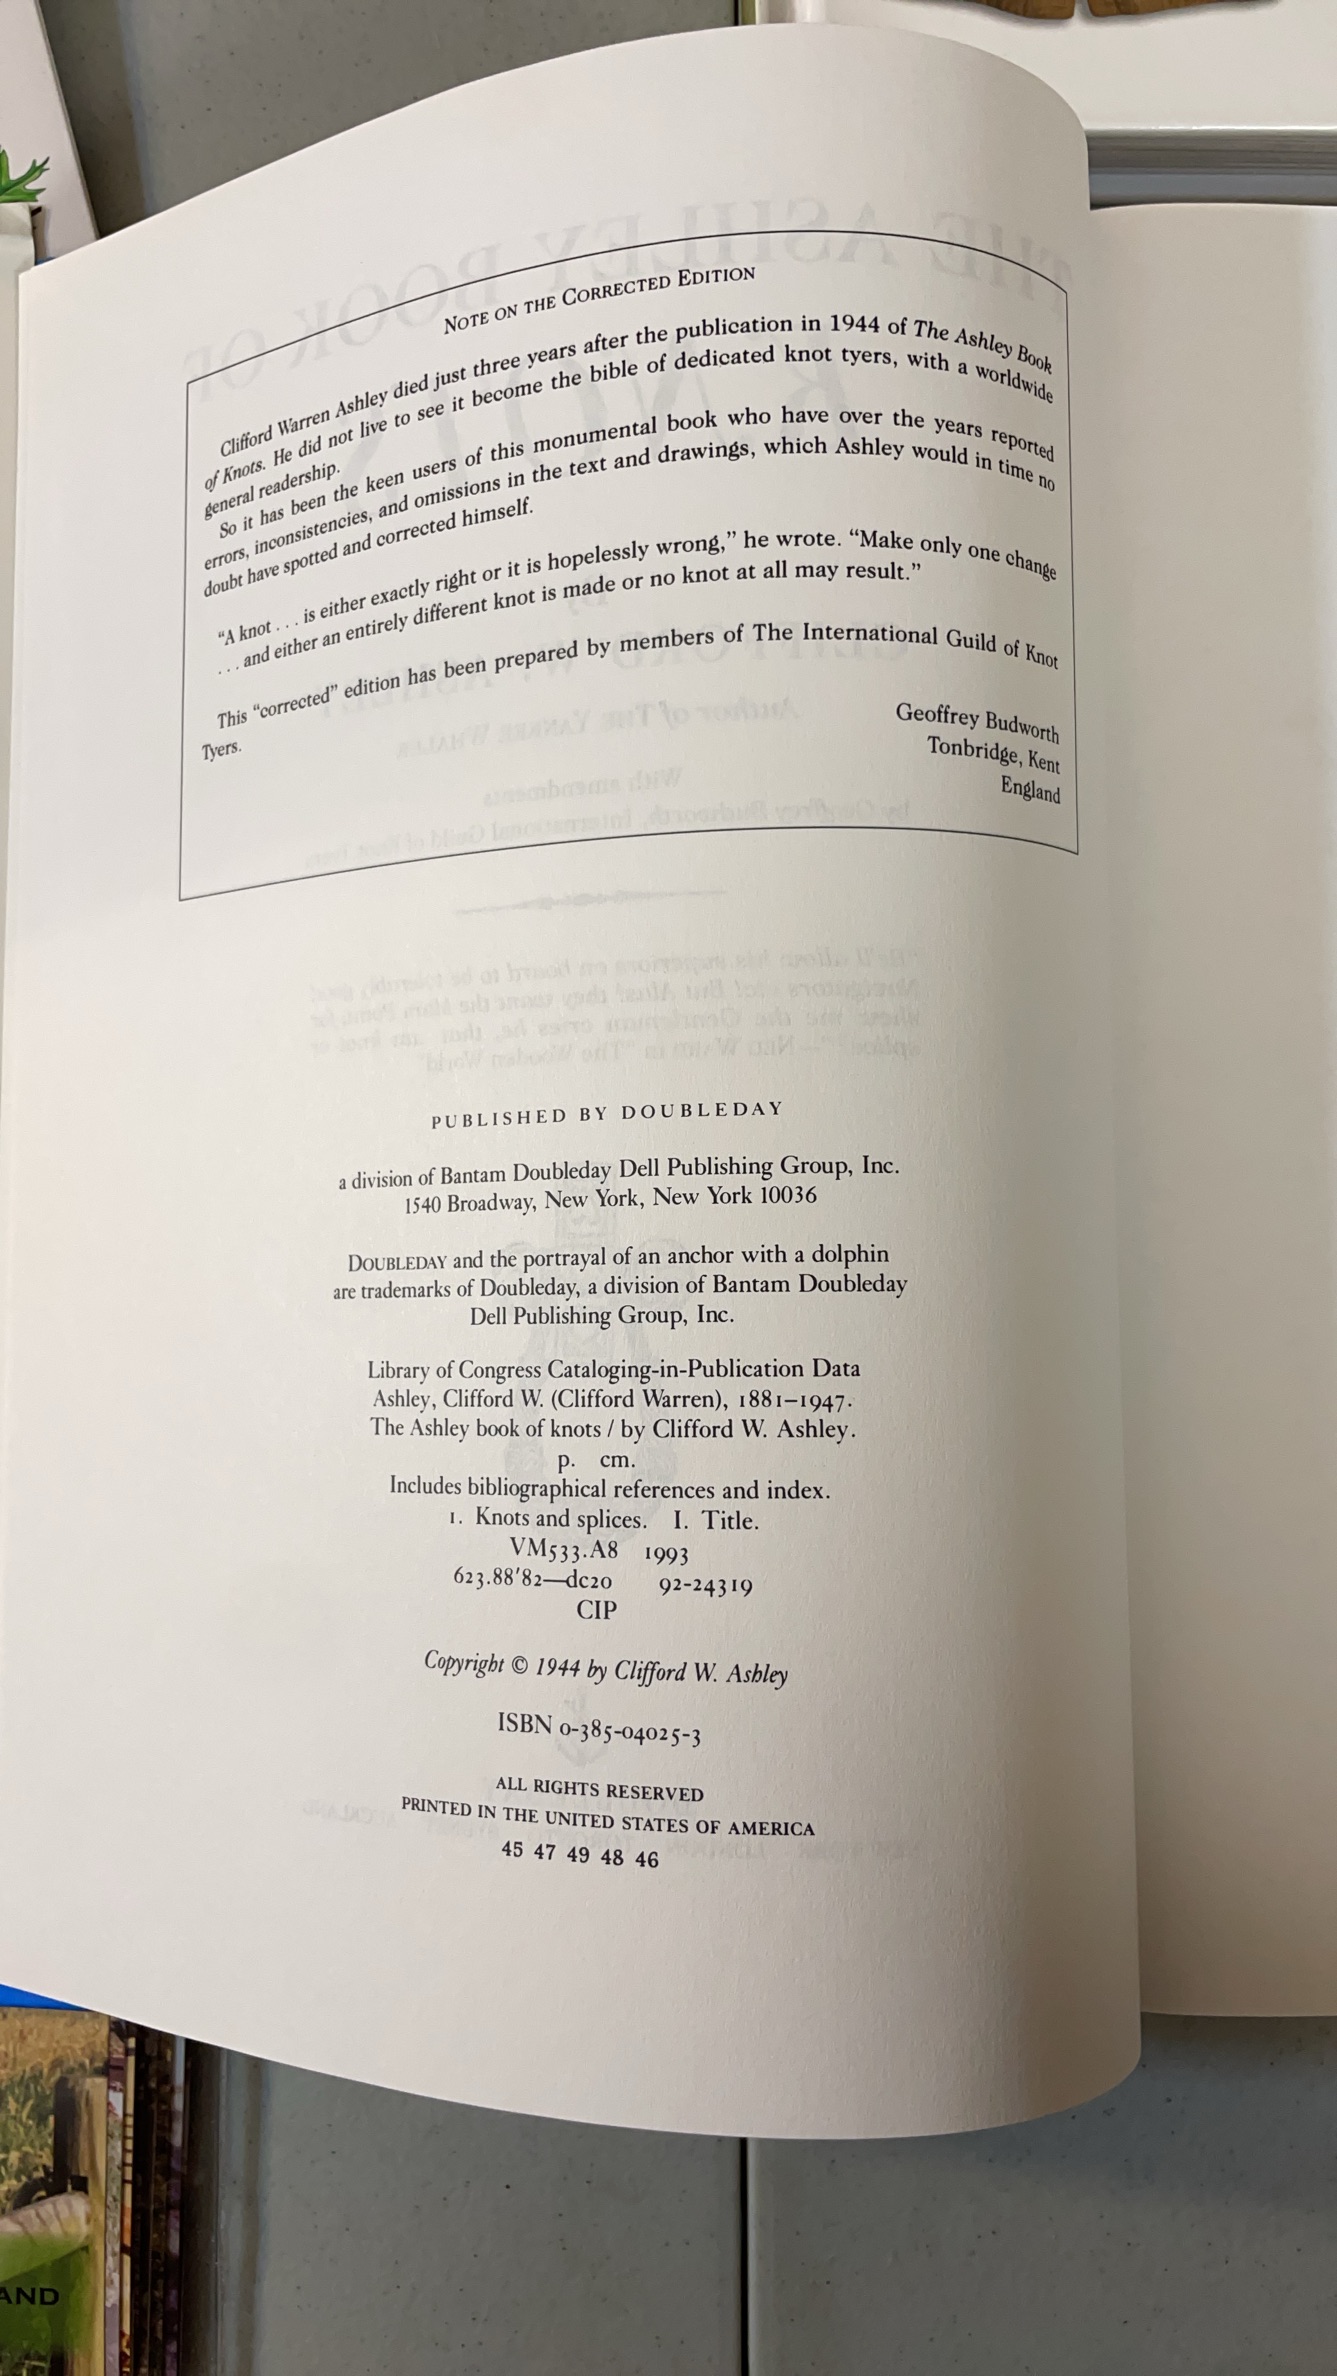 NOTE ON THE CORRECTED EDITION
Clifford Warren Ashley died just three years after the publication in 1944 of The Ashley Book
of Knots. He did not live to see it become the bible of dedicated knot tyers, with a worldwide
general readership.
So it has been the keen users of this monumental book who have over the years reported
errors, inconsistencies, and omissions in the text and drawings, which Ashley would in time no
doubt have spotted and corrected himself.
“A knot . . . is either exactly right or it is hopelessly wrong,” he wrote. “Make only one change
. . . and either an entirely different knot is made or no knot at all may result.”
This “corrected” edition has been prepared by members of The International Guild of Knot
Tyers.
Geoffrey Budworth
Tonbridge, Kent
England
PUBLISHED BY DOUBLEDAY
a division of Bantam Doubleday Dell Publishing Group, Inc.
1540 Broadway, New York, New York 10036
DOUBLEDAY and the portrayal of an anchor with a dolphin
are trademarks of Doubleday, a division of Bantam Doubleday
Dell Publishing Group, Inc.
Library of Congress Cataloging-in-Publication Data
Ashley, Clifford W. (Clifford Warren), 1881–1947.
The Ashley book of knots / by Clifford W. Ashley.
p. cm.
Includes bibliographical references and index.
1. Knots and splices. I. Title.
VM533.A8 1993
623.88'82—dc20 92-24319
CIP
Copyright © 1944 by Clifford W. Ashley
ISBN 0-385-04025-3
ALL RIGHTS RESERVED
PRINTED IN THE UNITED STATES OF AMERICA
45 47 49 48 46
AND